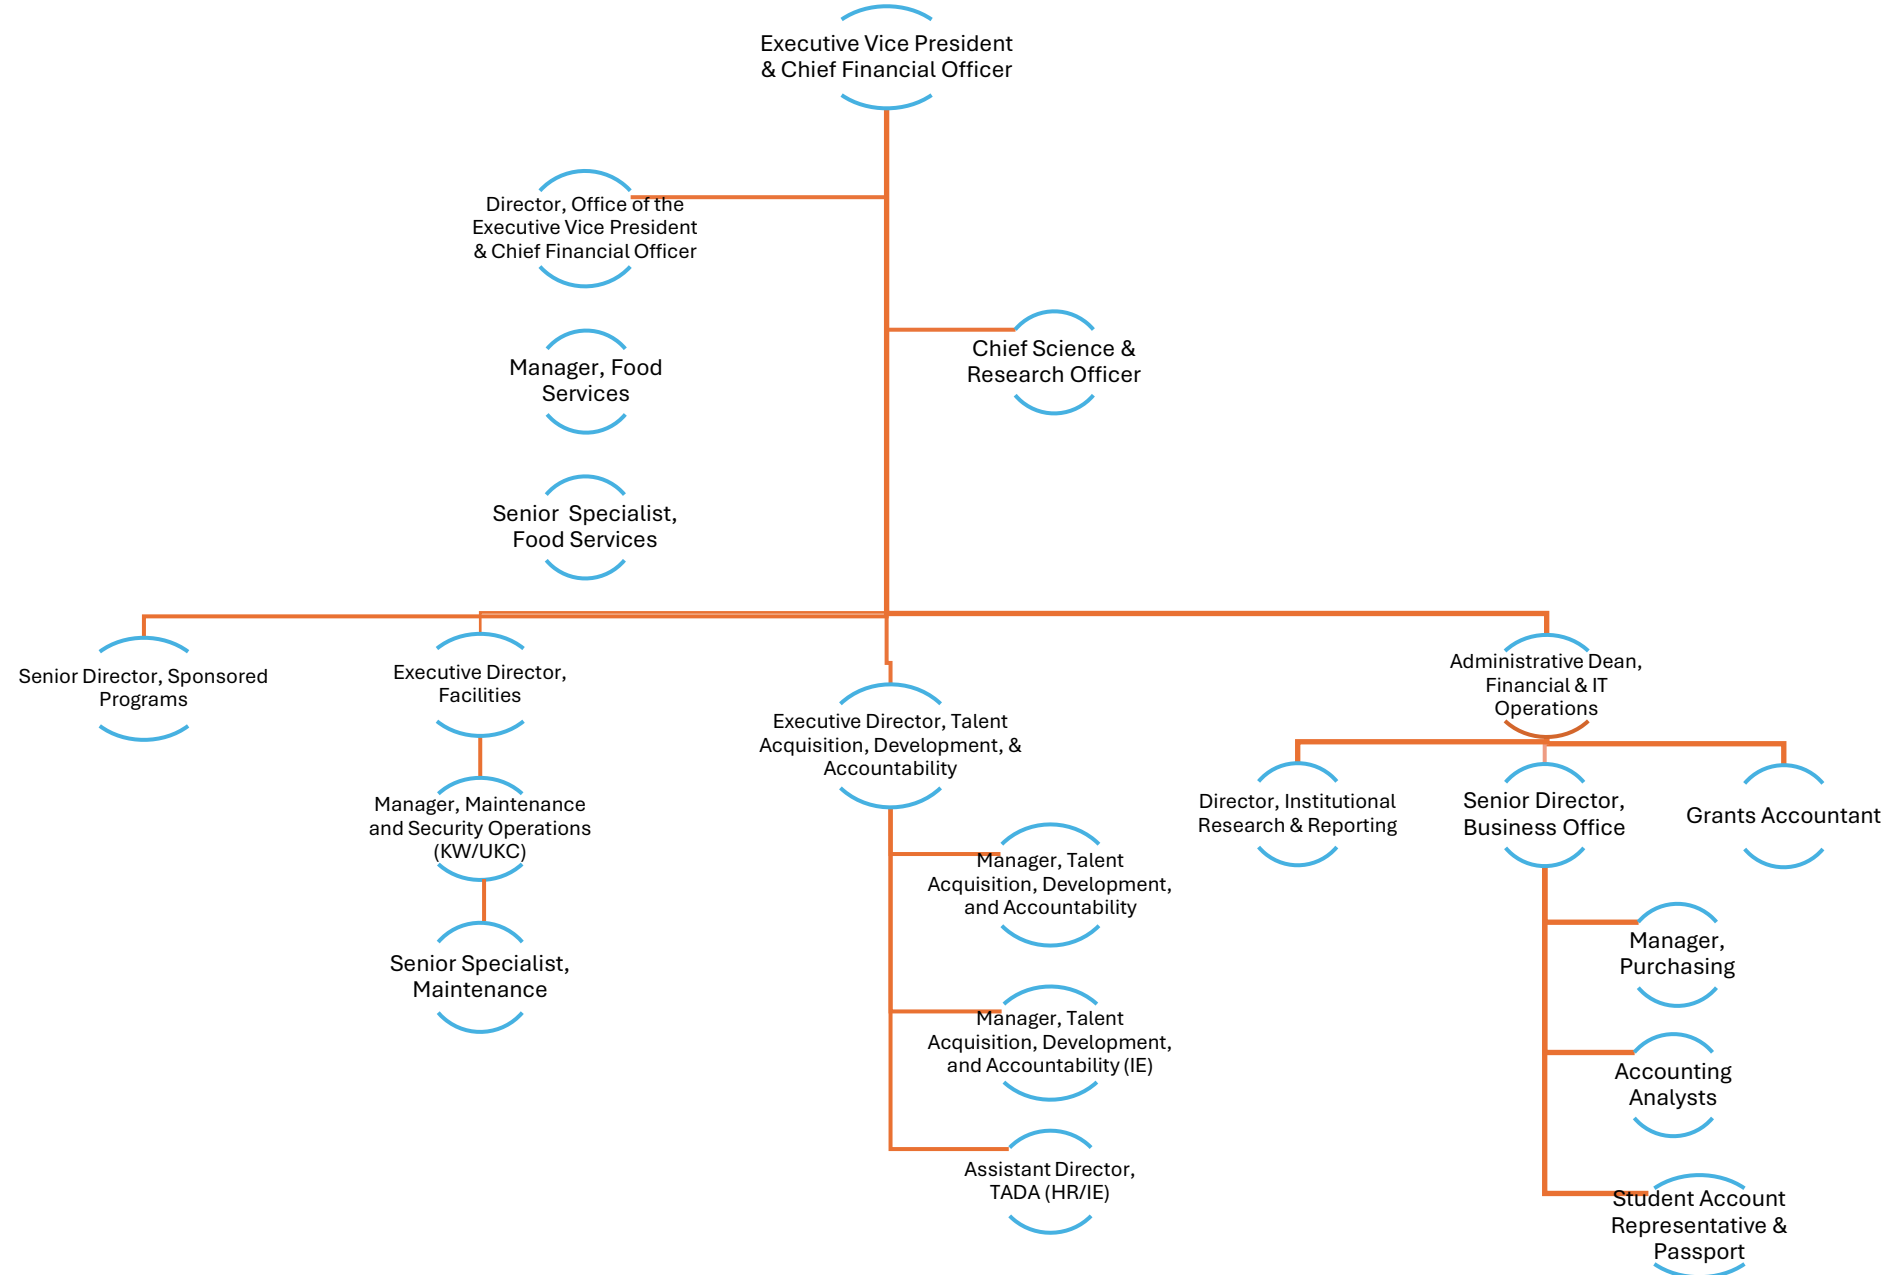 Executive Vice President
& Chief Financial Officer
Director, Office of the
Executive Vice President
& Chief Financial Officer
Chief Science &
Research Officer
Manager, Food
Services
Senior  Specialist,
Food Services
Senior Director, Sponsored
Programs
Executive Director,
Facilities
Manager, Maintenance
and Security Operations
(KW/UKC)
Senior Specialist,
Maintenance
Executive Director, Talent
Acquisition, Development, &
Accountability
Manager, Talent
Acquisition, Development,
and Accountability
Manager, Talent
Acquisition, Development,
and Accountability (IE)
Assistant Director,
TADA (HR/IE)
Administrative Dean,
Financial & IT
Operations
Director, Institutional
Research & Reporting
Senior Director,
Business Office
Grants Accountant
Manager,
Purchasing
Accounting
Analysts
Student Account
Representative &
Passport